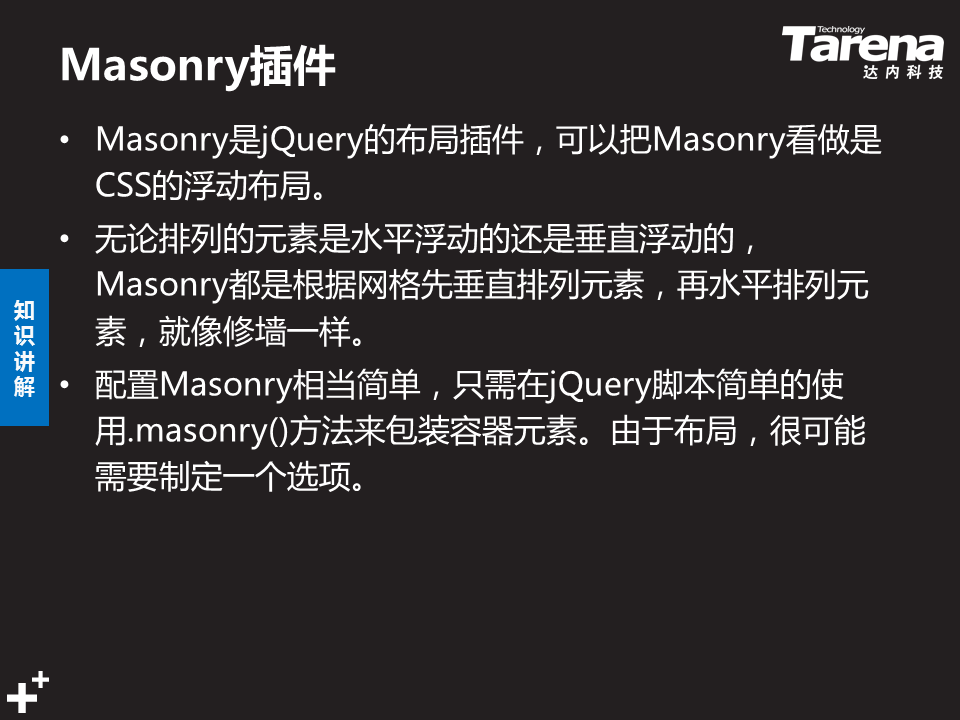 Masonry插件
Technology
Tarena
达内科技
• Masonry是jQuery的布局插件，可以把Masonry看做是
CSS的浮动布局。
• 无论排列的元素是水平浮动的还是垂直浮动的，
Masonry都是根据网格先垂直排列元素，再水平排列元
素，就像修墙一样。
知识讲解
• 配置Masonry相当简单，只需在jQuery脚本简单的使
用.masonry()方法来包装容器元素。由于布局，很可能
需要制定一个选项。